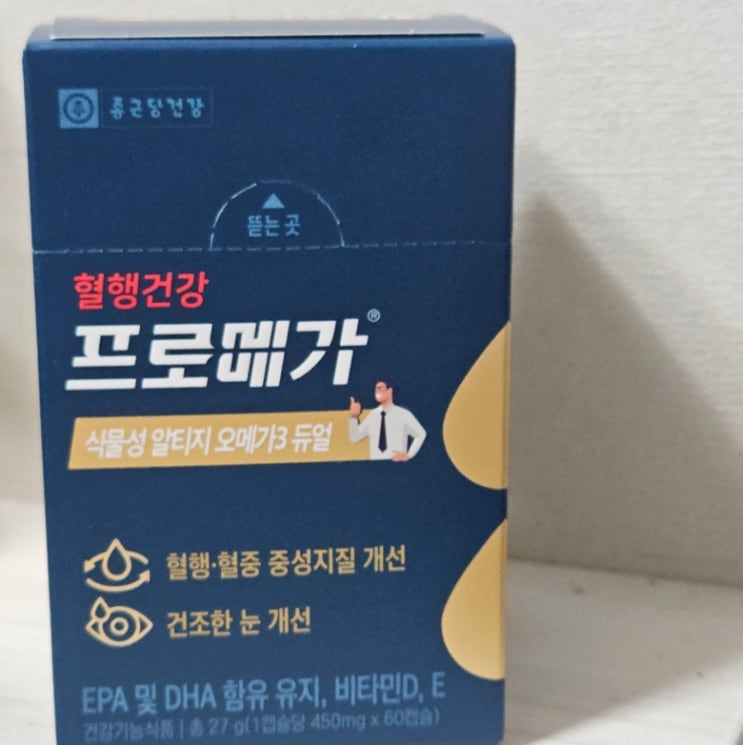 종근당건강
뜯는 곳
혈행건강
프로메가®
식물성 알티지 오메가3 듀얼
혈행·혈중 중성지질 개선
건조한 눈 개선
EPA 및 DHA 함유 유지, 비타민D, E
건강기능식품 | 총 27 g(1캡슐당 450mg x 60캡슐)